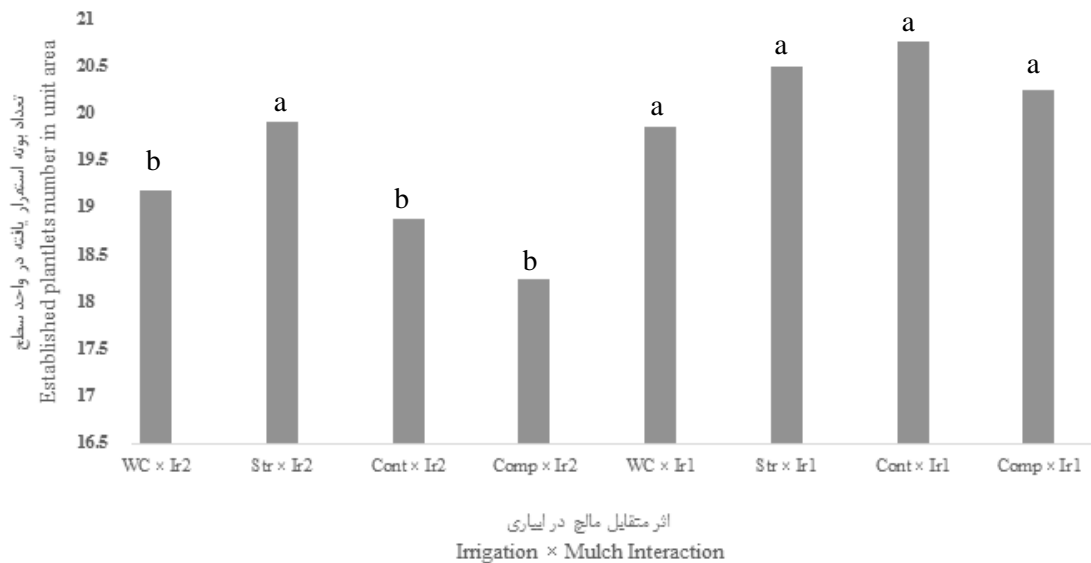 تعداد بوته استقرار یافته در واحد سطح
Established plantlets number in unit area
21
20.5
20
19.5
19
18.5
18
17.5
17
16.5
b
a
b
b
a
a
a
a
WC × Ir2
Str × Ir2
Cont × Ir2
Comp × Ir2
WC × Ir1
Str × Ir1
Cont × Ir1
Comp × Ir1
اثر متقابل مالچ در ابیاری
Irrigation × Mulch Interaction